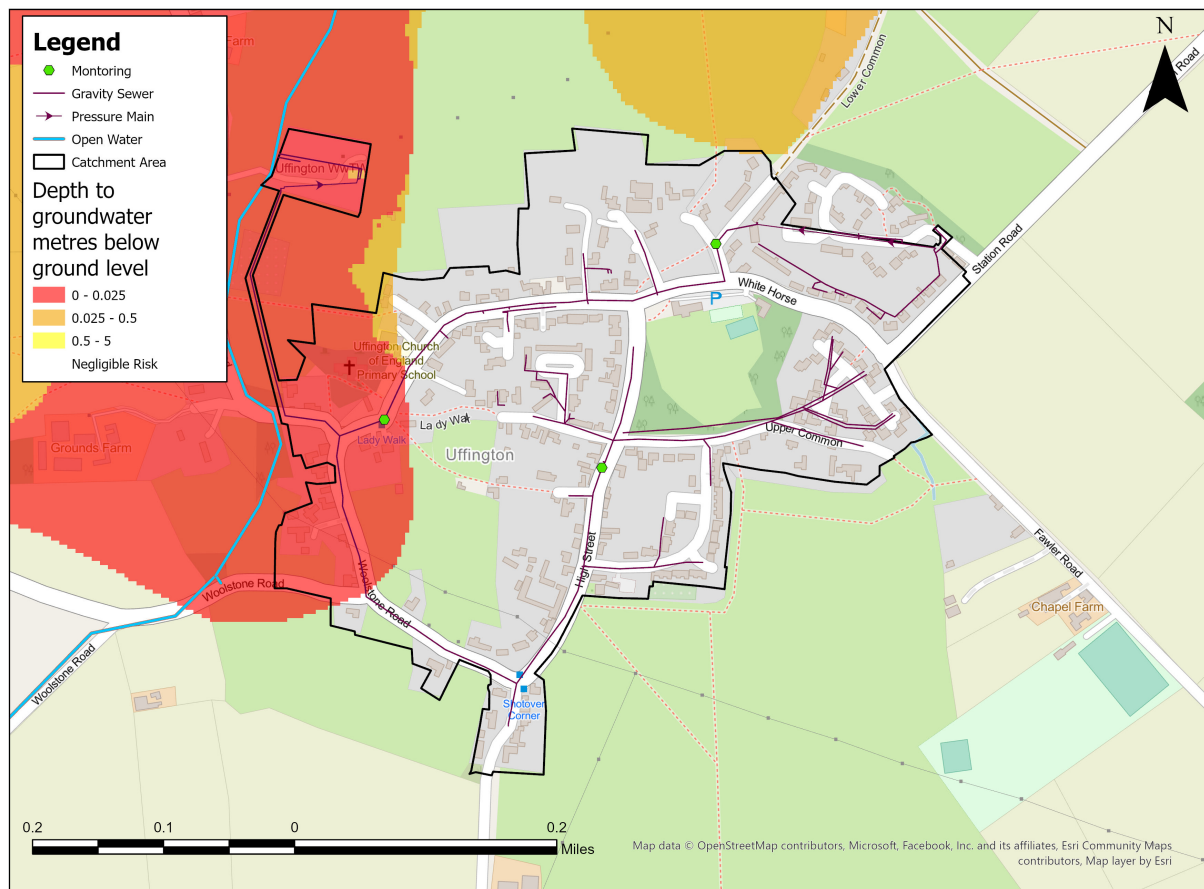 Legend
Montoring
Gravity Sewer
Pressure Main
Open Water
Catchment Area
Depth to
groundwater
metres below
ground level
0 - 0.025
0.025 - 0.5
0.5 - 5
Negligible Risk
Farm
N
Lower Common
Road
Uffington WwTW
Station Road
White Horse
P
Uffington Church
of England
Primary School
Lady Walk
Lady Walk
Grounds Farm
Uffington
Upper Common
High Street
Fawler Road
Woolstone Road
Woolstone Road
Woolstone Road
Chapel Farm
Shotover
Corner
0.2 0.1 0 0.2
Miles
Map data © OpenStreetMap contributors, Microsoft, Facebook, Inc. and its affiliates, Esri Community Maps
contributors, Map layer by Esri